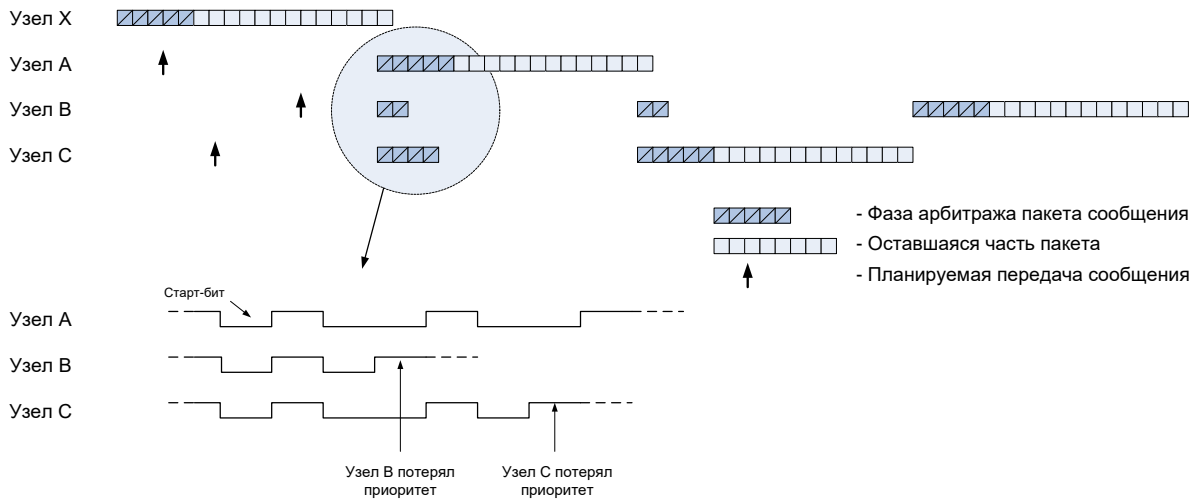 Узел X
Узел A
Узел B
Узел C
- Фаза арбитража пакета сообщения
- Оставшаяся часть пакета
- Планируемая передача сообщения
Старт-бит
Узел A
Узел B
Узел C
Узел B потерял
приоритет
Узел C потерял
приоритет